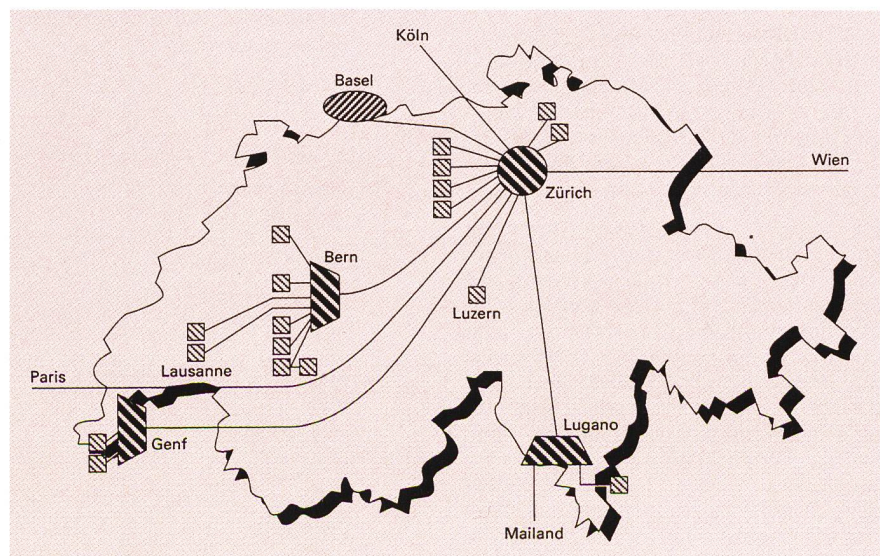 Köln
Basel
Wien
Zürich
Bern
Luzern
Lausanne
Paris
Lugano
Genf
Mailand